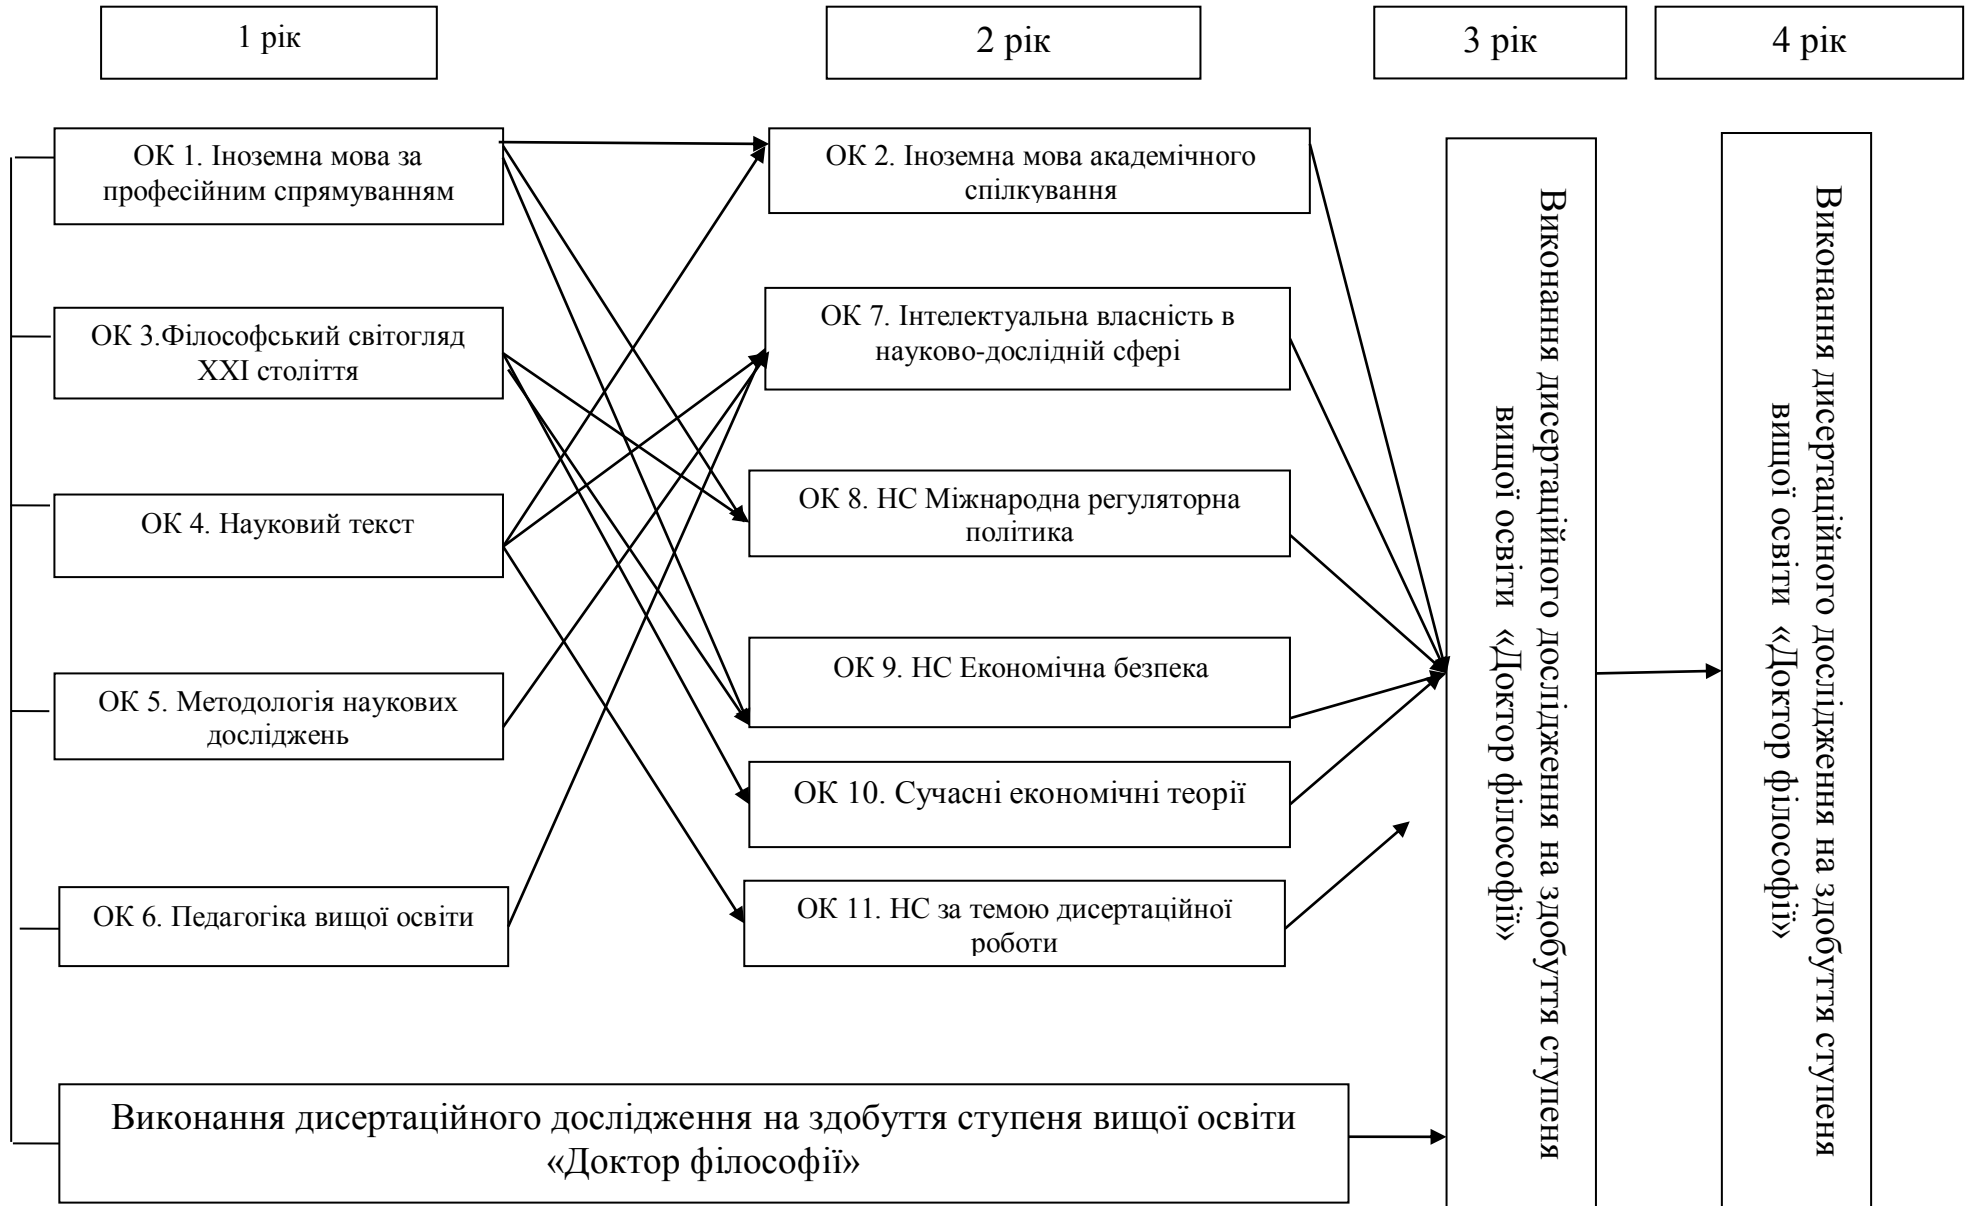 1 рік
2 рік
3 рік
4 рік
ОК 1. Іноземна мова за
професійним спрямуванням
ОК 2. Іноземна мова академічного
спілкування
ОК 3.Філософський світогляд
ХХІ століття
ОК 7. Інтелектуальна власність в
науково-дослідній сфері
ОК 4. Науковий текст
ОК 8. НС Міжнародна регуляторна
політика
ОК 5. Методологія наукових
досліджень
ОК 9. НС Економічна безпека
ОК 10. Сучасні економічні теорії
ОК 6. Педагогіка вищої освіти
ОК 11. НС за темою дисертаційної
роботи
Виконання дисертаційного дослідження на здобуття ступеня вищої освіти
«Доктор філософії»
Виконання дисертаційного дослідження на здобуття ступеня
вищої освіти «Доктор філософії»
Виконання дисертаційного дослідження на здобуття ступеня
вищої освіти «Доктор філософії»